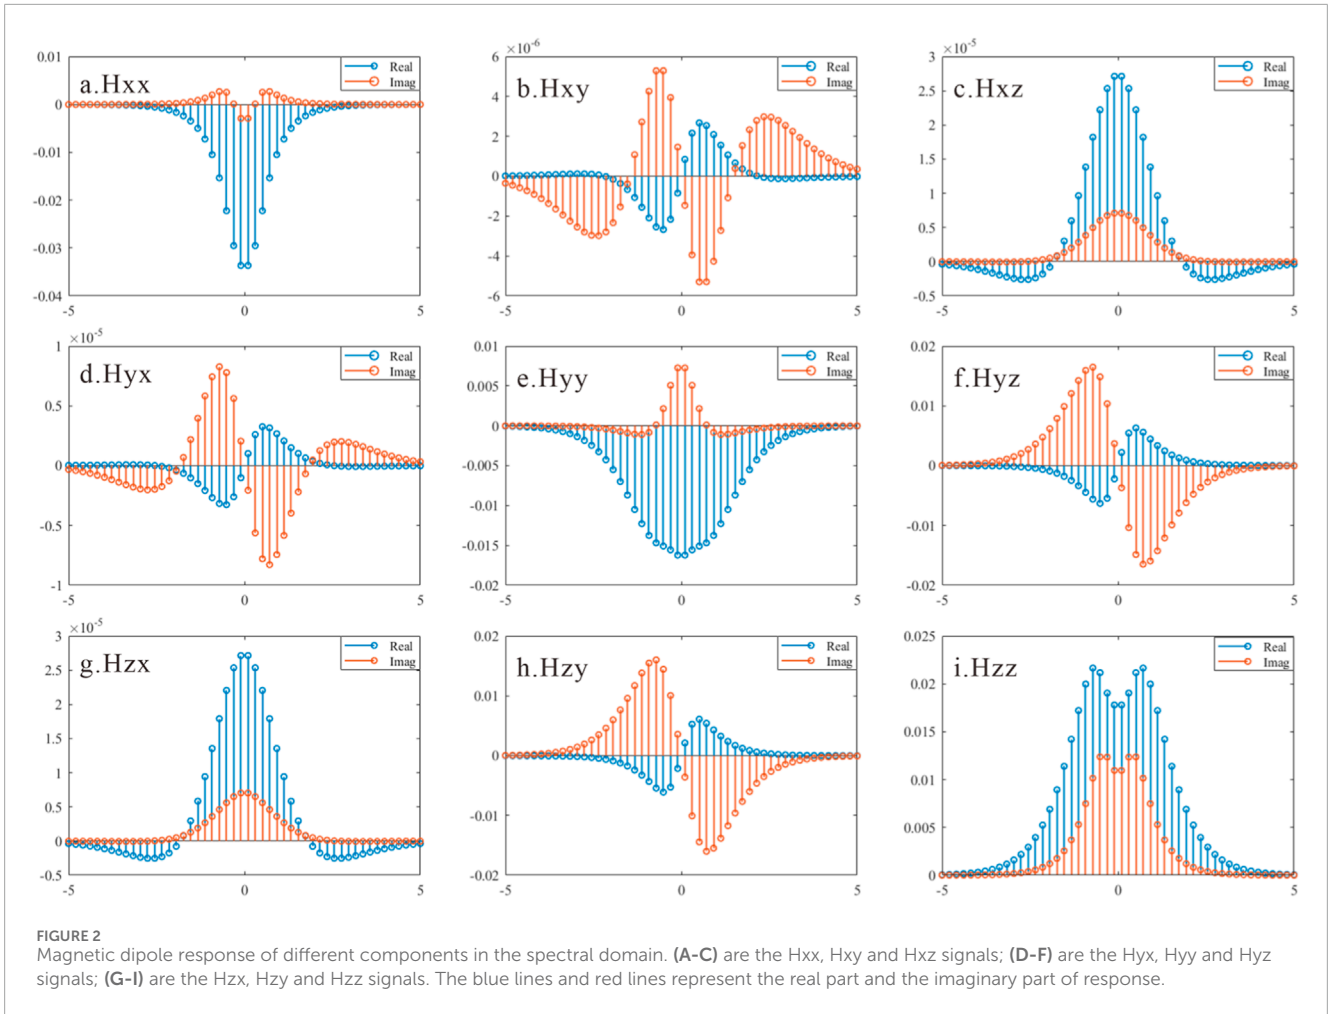 0.01
0
-0.01
-0.02
-0.03
-0.04
-5
0
5
a.Hxx
Real
Imag
×10⁻⁶
6
4
2
0
-2
-4
-6
-5
0
5
b.Hxy
Real
Imag
×10⁻⁵
3
2.5
2
1.5
1
0.5
0
-0.5
-5
0
5
c.Hxz
Real
Imag
×10⁻⁵
1
0.5
0
-0.5
-1
-5
0
5
d.Hyx
Real
Imag
0.01
0.005
0
-0.005
-0.01
-0.015
-0.02
-5
0
5
e.Hyy
Real
Imag
0.02
0.01
0
-0.01
-0.02
-5
0
5
f.Hyz
Real
Imag
×10⁻⁵
3
2.5
2
1.5
1
0.5
0
-0.5
-5
0
5
g.Hzx
Real
Imag
0.02
0.01
0
-0.01
-0.02
-5
0
5
h.Hzy
Real
Imag
0.025
0.02
0.015
0.01
0.005
0
-5
0
5
i.Hzz
Real
Imag
FIGURE 2
Magnetic dipole response of different components in the spectral domain. (A-C) are the Hxx, Hxy and Hxz signals; (D-F) are the Hyx, Hyy and Hyz
signals; (G-I) are the Hzx, Hzy and Hzz signals. The blue lines and red lines represent the real part and the imaginary part of response.